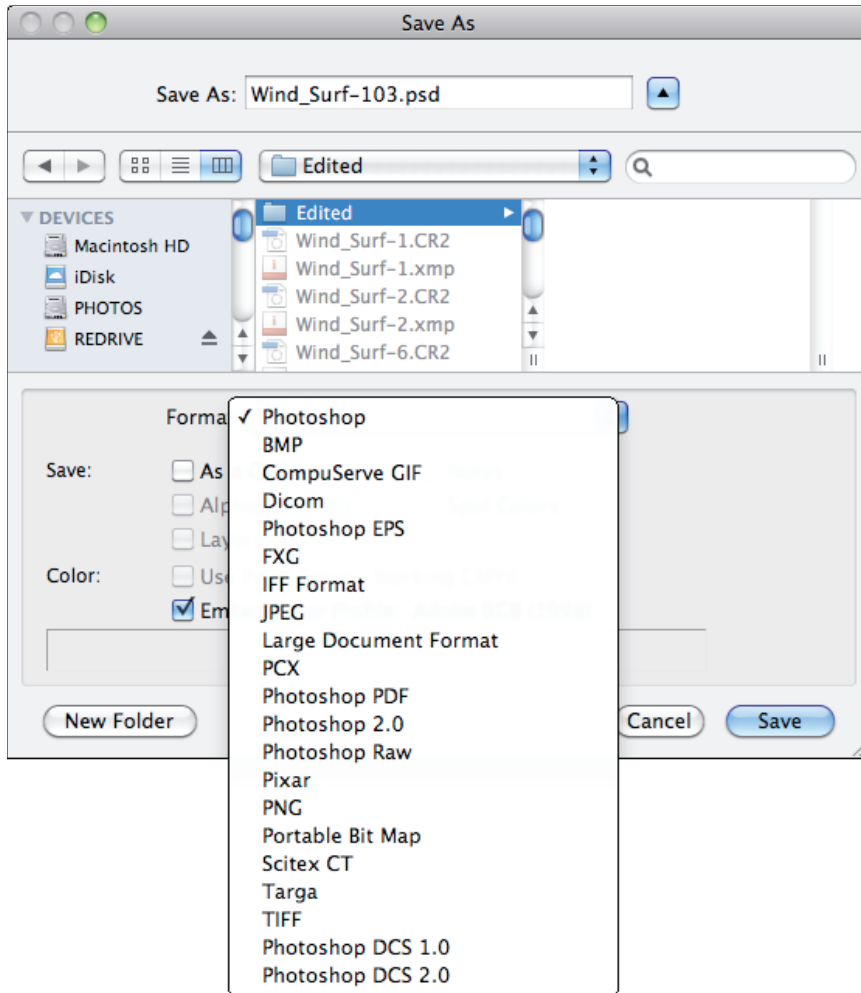 Save As
Save As: Wind_Surf-103.psd
Edited
DEVICES
Macintosh HD
iDisk
PHOTOS
REDRIVE
Edited
Wind_Surf-1.CR2
Wind_Surf-1.xmp
Wind_Surf-2.CR2
Wind_Surf-2.xmp
Wind_Surf-6.CR2
Forma
Photoshop
BMP
CompuServe GIF
Dicom
Photoshop EPS
FXG
IFF Format
JPEG
Large Document Format
PCX
Photoshop PDF
Photoshop 2.0
Photoshop Raw
Pixar
PNG
Portable Bit Map
Scitex CT
Targa
TIFF
Photoshop DCS 1.0
Photoshop DCS 2.0
Save:
As
Alp
Lay
Color:
Us
Em
New Folder
Cancel
Save